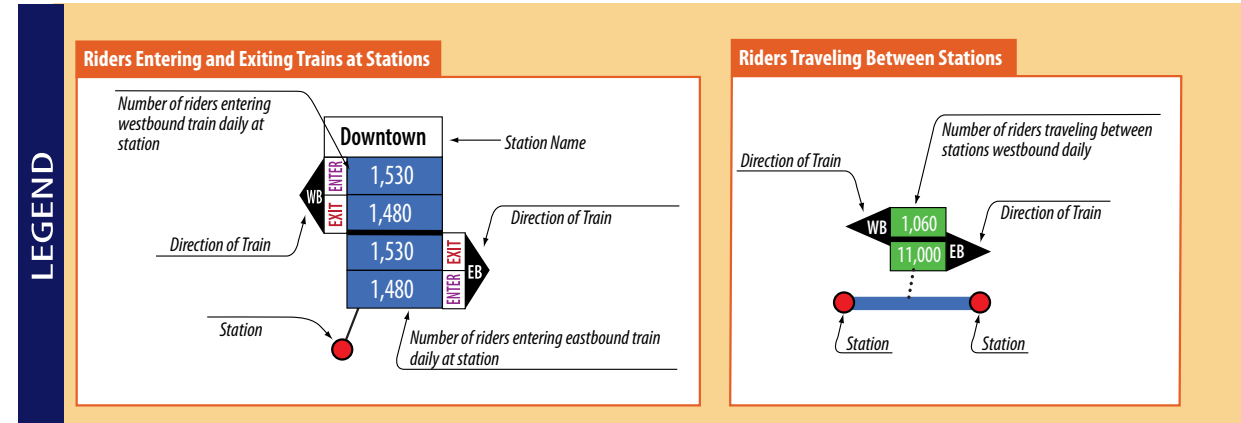 LEGEND
Riders Entering and Exiting Trains at Stations
Number of riders entering
westbound train daily at
station
Downtown
Station Name
WB
ENTER
1,530
EXIT
1,480
Direction of Train
1,530
EXIT
1,480
ENTER
EB
Direction of Train
Station
Number of riders entering eastbound train
daily at station
Riders Traveling Between Stations
Number of riders traveling between
stations westbound daily
Direction of Train
WB
1,060
11,000
EB
Direction of Train
Station
Station